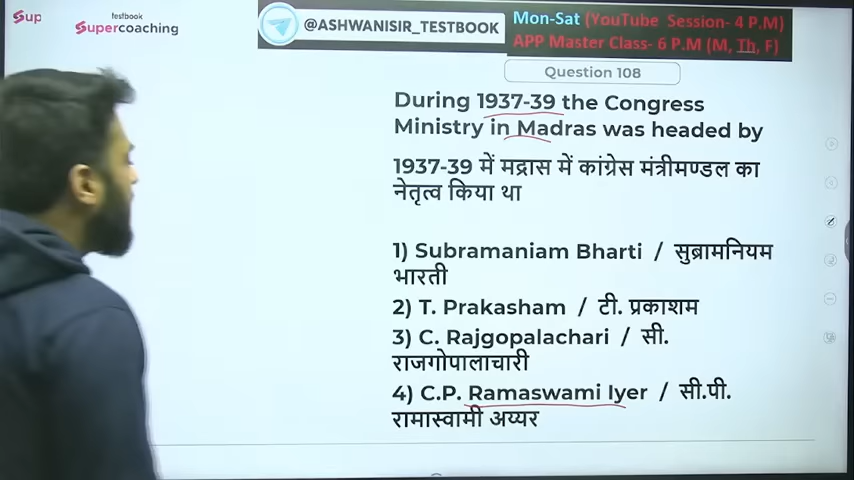 Sup
testbook
Supercoaching
@ASHWANISIR_TESTBOOK
Mon-Sat (YouTube Session- 4 P.M)
APP Master Class- 6 P.M (M, Th, F)
Question 108
During 1937-39 the Congress
Ministry in Madras was headed by
1937-39 में मद्रास में कांग्रेस मंत्रीमण्डल का
नेतृत्व किया था
1) Subramaniam Bharti / सुब्रामनियम
भारती
2) T. Prakasham / टी. प्रकाशम
3) C. Rajgopalachari / सी.
राजगोपालाचारी
4) C.P. Ramaswami Iyer / सी.पी.
रामास्वामी अय्यर